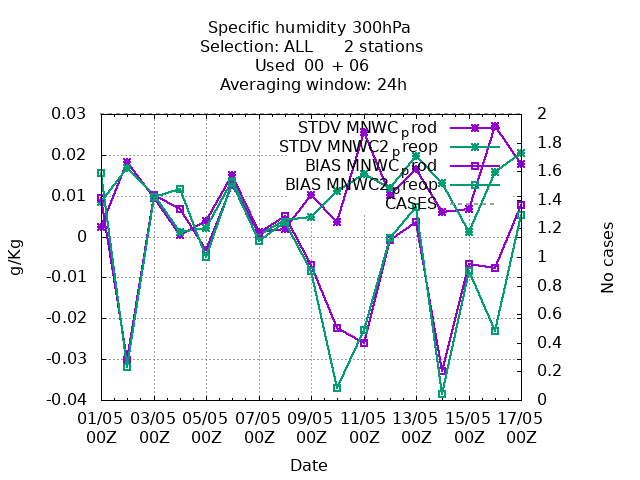 Specific humidity 300hPa
Selection: ALL 2 stations
Used 00 + 06
Averaging window: 24h
0.03
0.02
0.01
0
-0.01
-0.02
-0.03
-0.04
g/Kg
STDV MNWC_prod
STDV MNWC2_preop
BIAS MNWC_prod
BIAS MNWC2_preop
CASES
2
1.8
1.6
1.4
1.2
1
0.8
0.6
0.4
0.2
0
No cases
01/05 03/05 05/05 07/05 09/05 11/05 13/05 15/05 17/05
00Z 00Z 00Z 00Z 00Z 00Z 00Z 00Z 00Z
Date